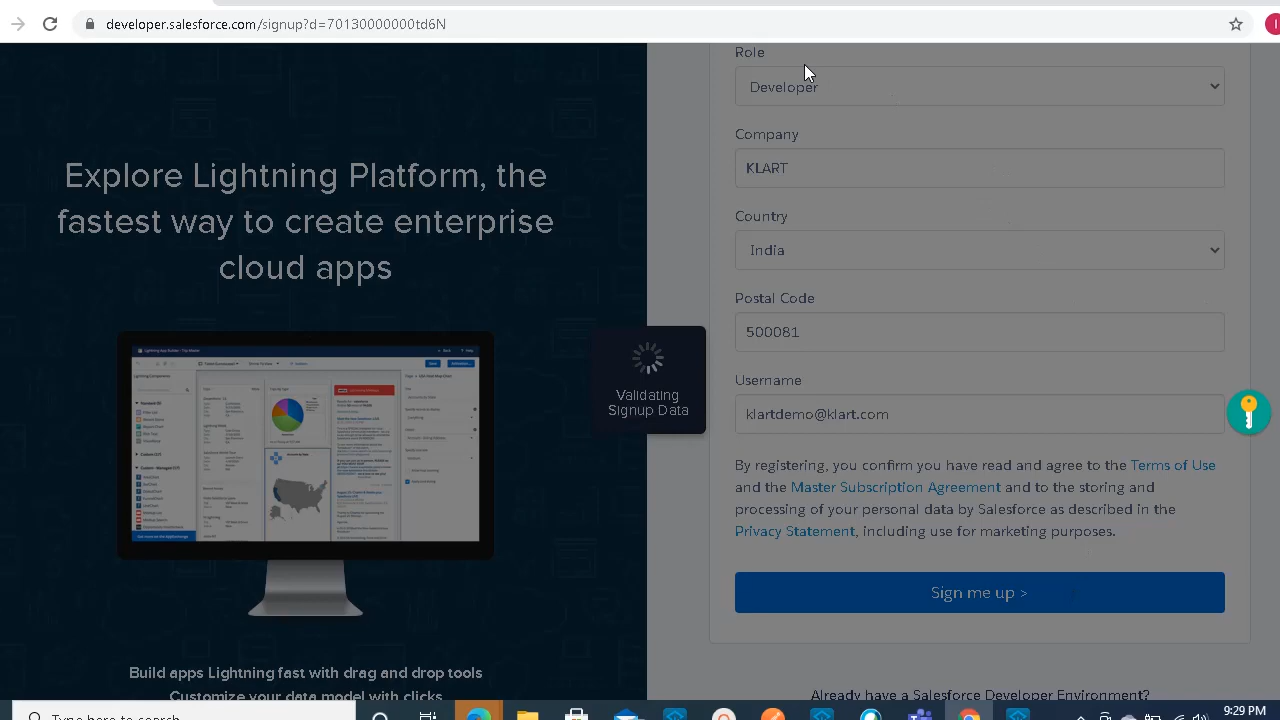 developer.salesforce.com/signup?d=70130000000td6N
Role
Developer
Company
KLART
Country
India
Postal Code
500081
Username
klartdemo@klart.com
By registering, you confirm you have read and agree to the Terms of Use
and the Master Subscription Agreement and to the storing and
processing of your personal data by Salesforce as described in the
Privacy Statement, including use for marketing purposes.
Sign me up >
Already have a Salesforce Developer Environment?
Explore Lightning Platform, the
fastest way to create enterprise
cloud apps
Build apps Lightning fast with drag and drop tools
Customize your data model with clicks
Validating
Signup Data
Type here to search
9:29 PM